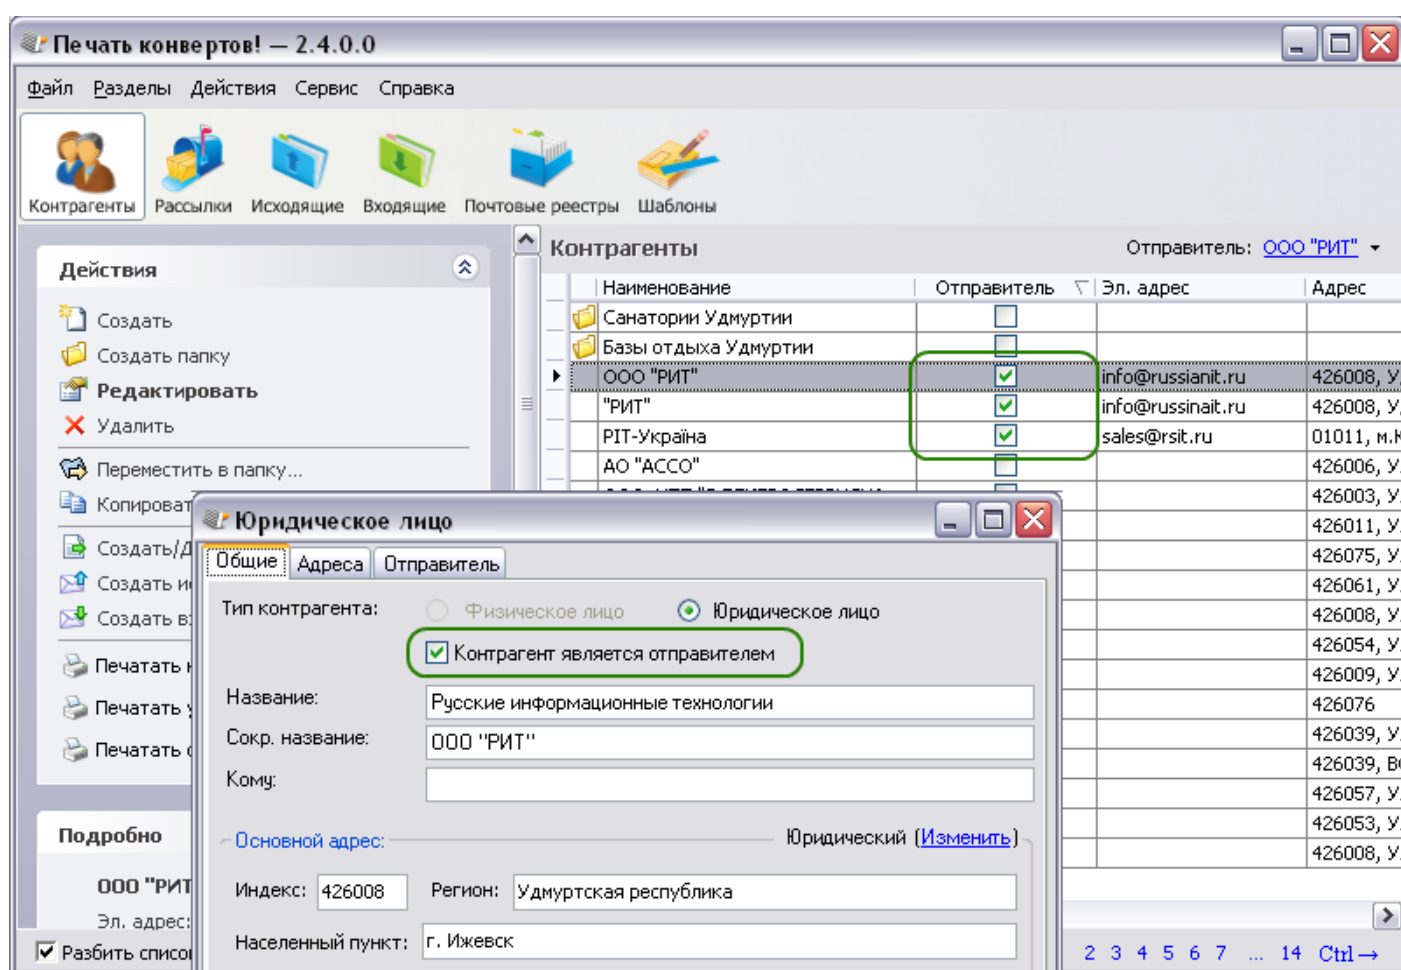 Печать конвертов! — 2.4.0.0
Файл Разделы Действия Сервис Справка
Контрагенты Рассылки Исходящие Входящие Почтовые реестры Шаблоны
Действия
Создать
Создать папку
Редактировать
Удалить
Переместить в папку...
Копироват
Создать/Д
Создать и
Создать в
Печатать
Печатать
Печатать
Подробно
ООО "РИТ
Эл. адрес:
Разбить списо
Контрагенты Отправитель: ООО "РИТ"
Наименование Отправитель Эл. адрес Адрес
Санатории Удмуртии
Базы отдыха Удмуртии
ООО "РИТ" info@russianit.ru 426008, У
"РИТ" info@russinait.ru 426008, У
РІТ-Україна sales@rsit.ru 01011, м.К
АО "АССО" 426006, У
426003, У
426011, У
426075, У
426061, У
426008, У
426054, У
426009, У
426076
426039, У
426039, ВО
426057, У
426053, У
426008, У
2 3 4 5 6 7 ... 14 Ctrl→
Юридическое лицо
Общие Адреса Отправитель
Тип контрагента: Физическое лицо Юридическое лицо
Контрагент является отправителем
Название: Русские информационные технологии
Сокр. название: ООО "РИТ"
Кому:
Основной адрес: Юридический (Изменить)
Индекс: 426008 Регион: Удмуртская республика
Населенный пункт: г. Ижевск